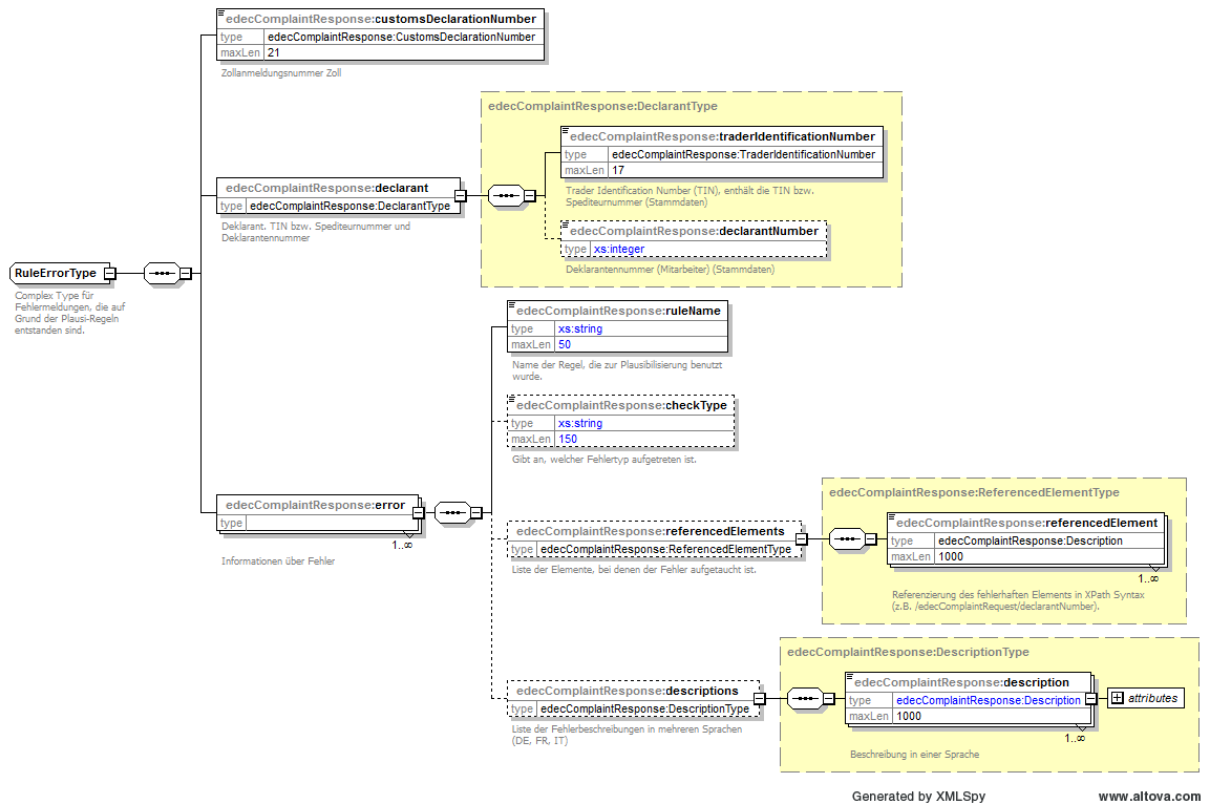 edecComplaintResponse:customsDeclarationNumber
type edecComplaintResponse:CustomsDeclarationNumber
maxLen 21
Zollanmeldungsnummer Zoll
edecComplaintResponse:DeclarantType
edecComplaintResponse:traderIdentificationNumber
type edecComplaintResponse:TraderIdentificationNumber
maxLen 17
Trader Identification Number (TIN), enthält die TIN bzw.
Spediteurnummer (Stammdaten)
edecComplaintResponse:declarant
type edecComplaintResponse:DeclarantType
Deklarant. TIN bzw. Spediteurnummer und
Deklarantennummer
edecComplaintResponse:declarantNumber
type xs:integer
Deklarantennummer (Mitarbeiter) (Stammdaten)
RuleErrorType
Complex Type für
Fehlermeldungen, die auf
Grund der Plausi-Regeln
entstanden sind.
edecComplaintResponse:ruleName
type xs:string
maxLen 50
Name der Regel, die zur Plausibilisierung benutzt
wurde.
edecComplaintResponse:checkType
type xs:string
maxLen 150
Gibt an, welcher Fehlertyp aufgetreten ist.
edecComplaintResponse:error
type
1..∞
Informationen über Fehler
edecComplaintResponse:referencedElements
type edecComplaintResponse:ReferencedElementType
Liste der Elemente, bei denen der Fehler aufgetaucht ist.
edecComplaintResponse:ReferencedElementType
edecComplaintResponse:referencedElement
type edecComplaintResponse:Description
maxLen 1000
1..∞
Referenzierung des fehlerhaften Elements in XPath Syntax
(z.B. /edecComplaintRequest/declarantNumber).
edecComplaintResponse:descriptions
type edecComplaintResponse:DescriptionType
Liste der Fehlerbeschreibungen in mehreren Sprachen
(DE, FR, IT)
edecComplaintResponse:DescriptionType
edecComplaintResponse:description
type edecComplaintResponse:Description
maxLen 1000
attributes
1..∞
Beschreibung in einer Sprache
Generated by XMLSpy www.altova.com